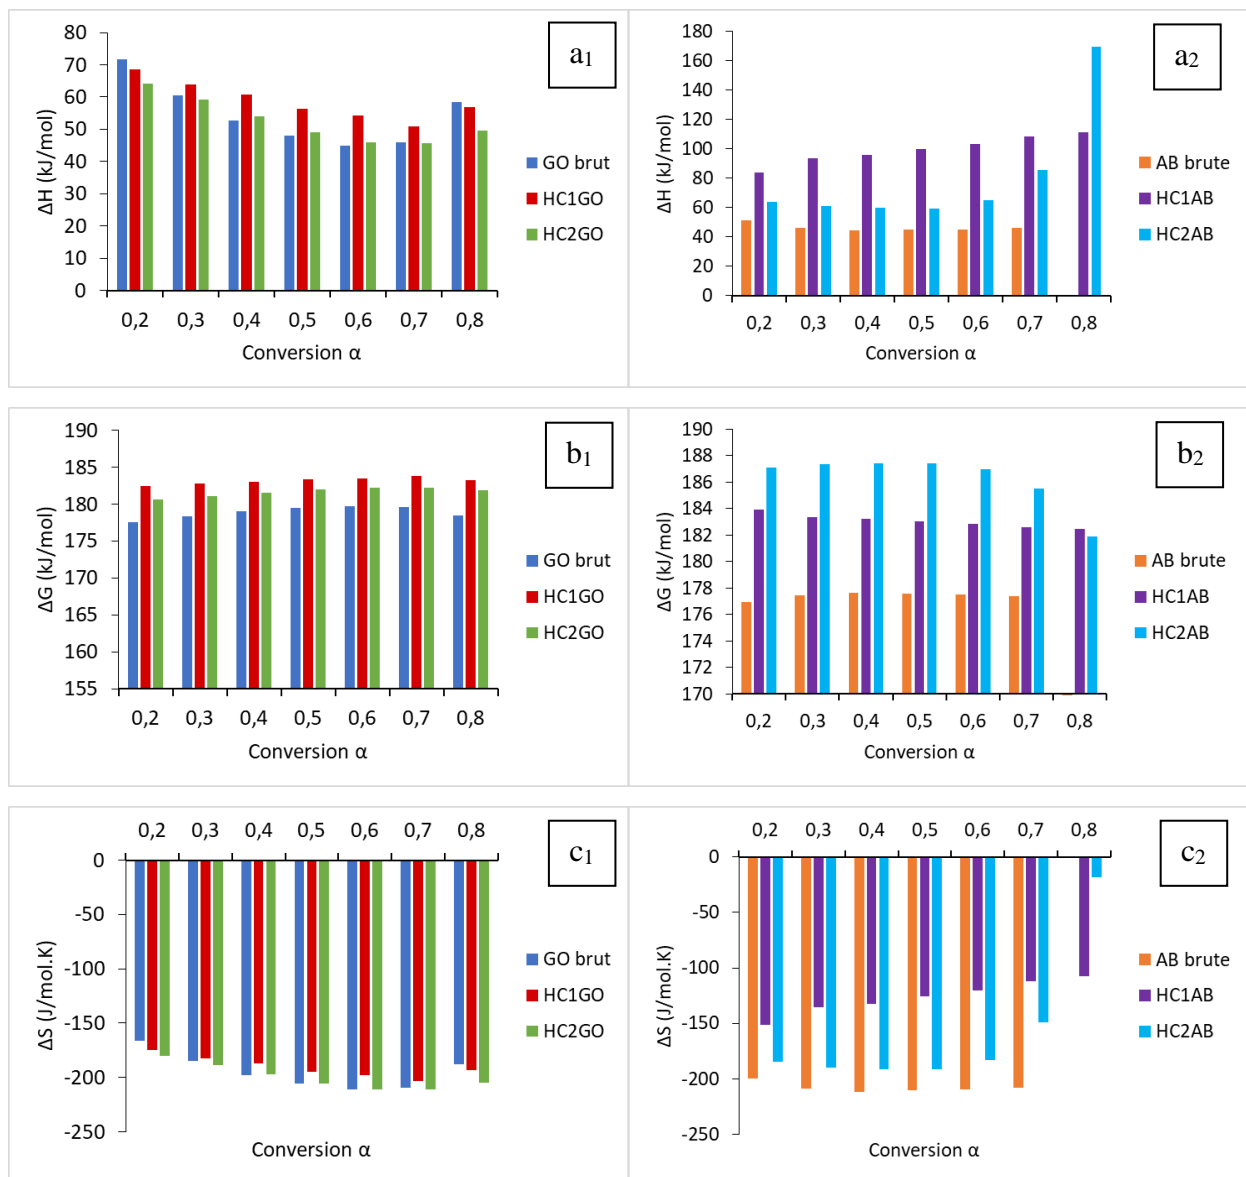 a1
ΔH (kJ/mol)
80
70
60
50
40
30
20
10
0
0,2 0,3 0,4 0,5 0,6 0,7 0,8
Conversion α
GO brut
HC1GO
HC2GO
a2
ΔH (kJ/mol)
180
160
140
120
100
80
60
40
20
0
0,2 0,3 0,4 0,5 0,6 0,7 0,8
Conversion α
AB brute
HC1AB
HC2AB
b1
ΔG (kJ/mol)
190
185
180
175
170
165
160
155
0,2 0,3 0,4 0,5 0,6 0,7 0,8
Conversion α
GO brut
HC1GO
HC2GO
b2
ΔG (kJ/mol)
190
188
186
184
182
180
178
176
174
172
170
0,2 0,3 0,4 0,5 0,6 0,7 0,8
Conversion α
AB brute
HC1AB
HC2AB
c1
0,2 0,3 0,4 0,5 0,6 0,7 0,8
ΔS (J/mol.K)
0
-50
-100
-150
-200
-250
Conversion α
GO brut
HC1GO
HC2GO
c2
0,2 0,3 0,4 0,5 0,6 0,7 0,8
ΔS (J/mol.K)
0
-50
-100
-150
-200
-250
Conversion α
AB brute
HC1AB
HC2AB